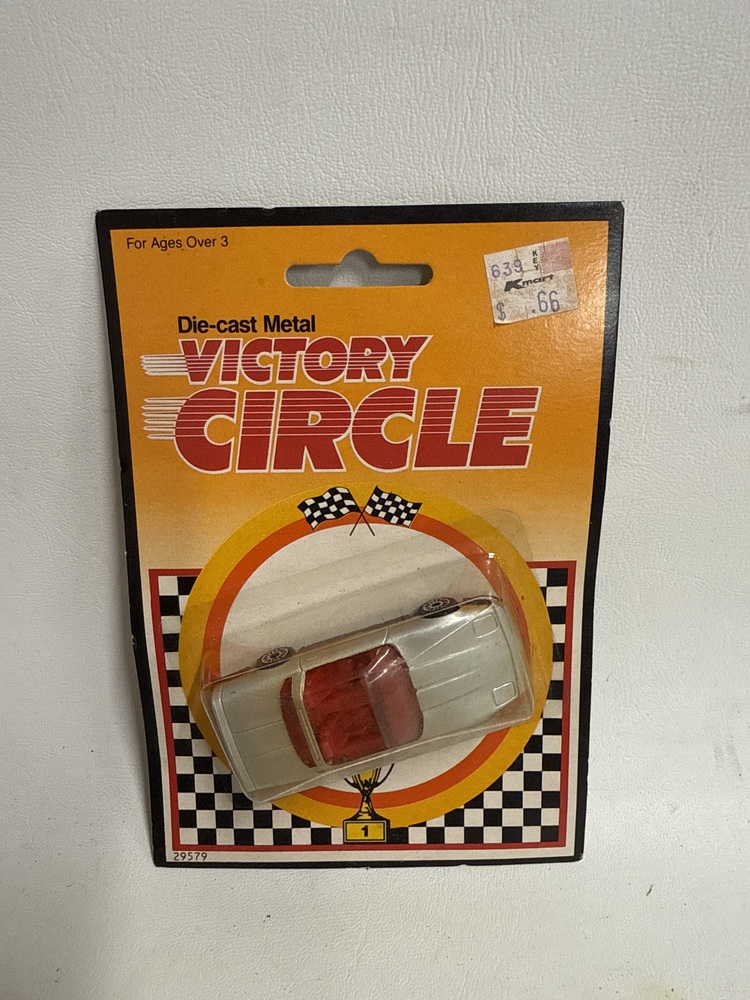 For Ages Over 3
639 KEY
Kmart
$ .66
Die-cast Metal
VICTORY
CIRCLE
1
29579